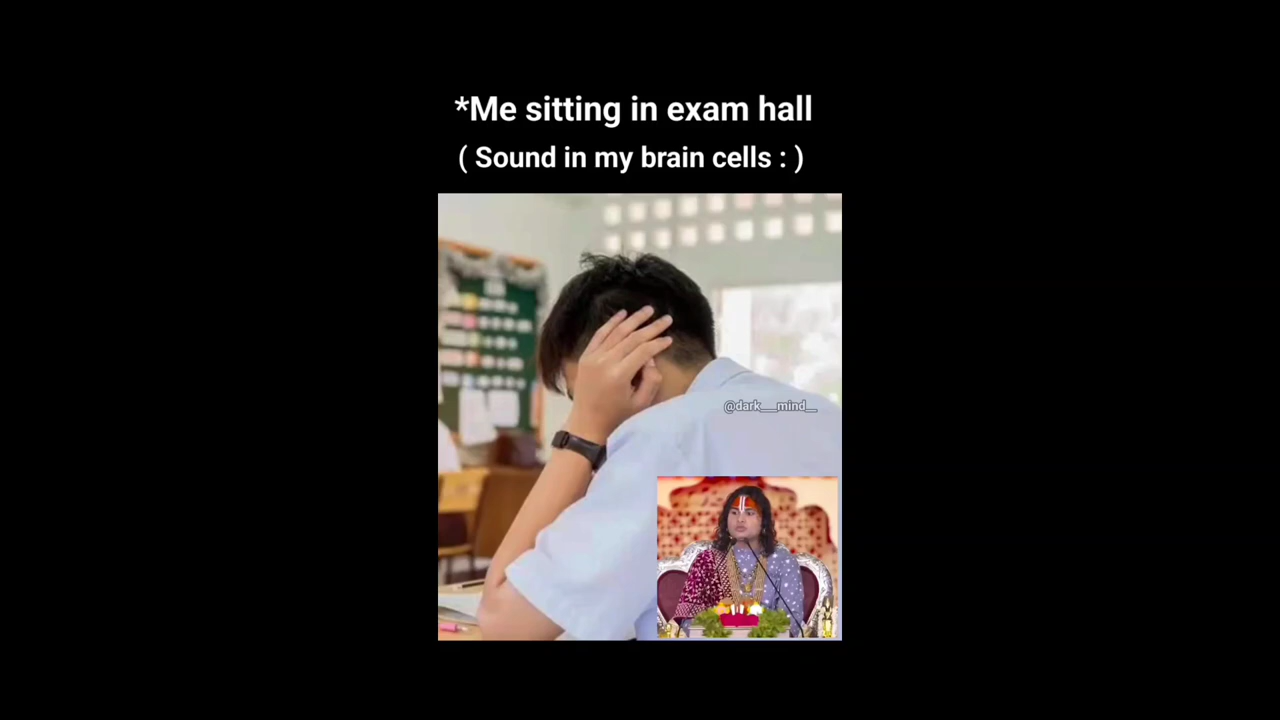 *Me sitting in exam hall
( Sound in my brain cells : )
@dark__mind__